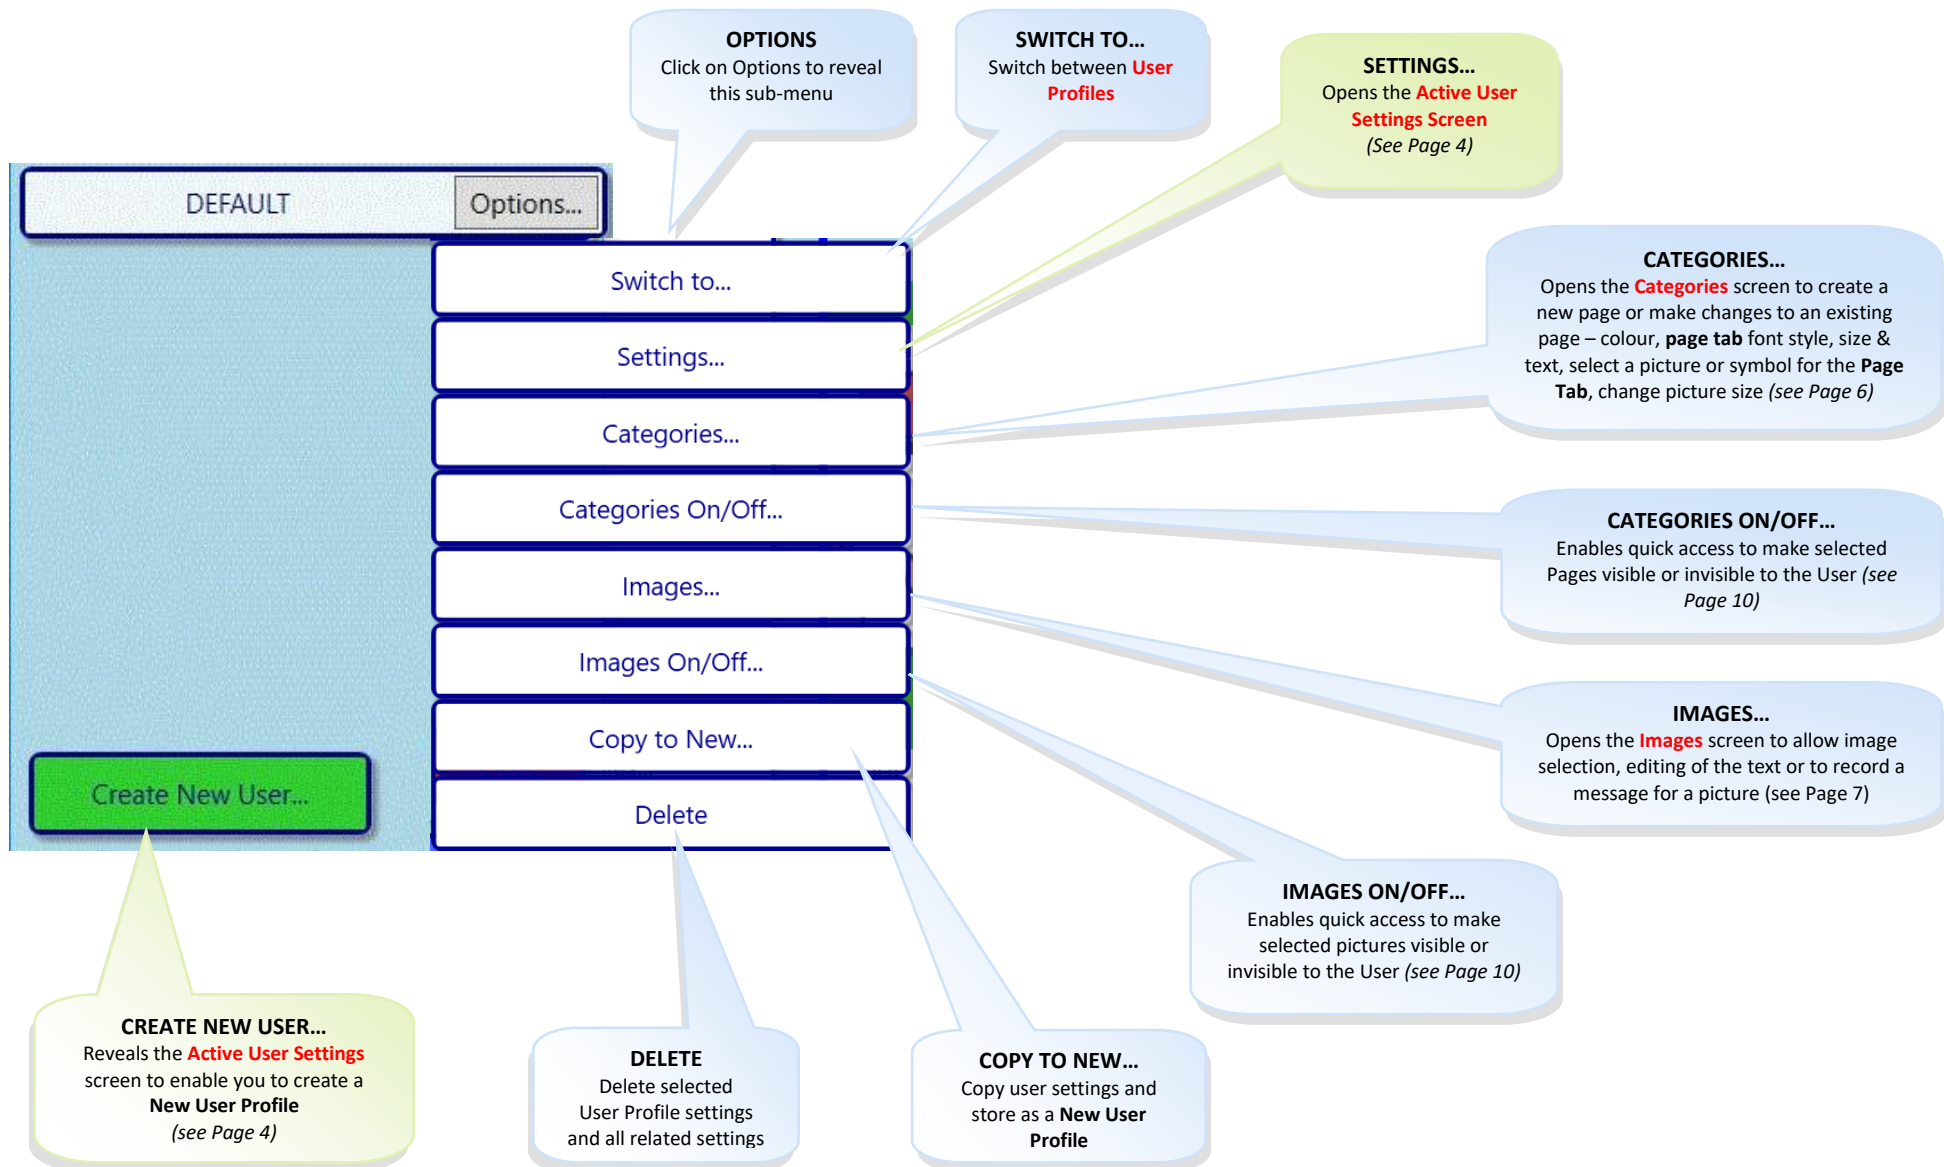 OPTIONS
Click on Options to reveal
this sub-menu
SWITCH TO...
Switch between User
Profiles
SETTINGS...
Opens the Active User
Settings Screen
(See Page 4)
DEFAULT
Options...
Switch to...
Settings...
Categories...
Categories On/Off...
Images...
Images On/Off...
Copy to New...
Delete
Create New User...
CATEGORIES...
Opens the Categories screen to create a
new page or make changes to an existing
page – colour, page tab font style, size &
text, select a picture or symbol for the Page
Tab, change picture size (see Page 6)
CATEGORIES ON/OFF...
Enables quick access to make selected
Pages visible or invisible to the User (see
Page 10)
IMAGES...
Opens the Images screen to allow image
selection, editing of the text or to record a
message for a picture (see Page 7)
IMAGES ON/OFF...
Enables quick access to make
selected pictures visible or
invisible to the User (see Page 10)
CREATE NEW USER...
Reveals the Active User Settings
screen to enable you to create a
New User Profile
(see Page 4)
DELETE
Delete selected
User Profile settings
and all related settings
COPY TO NEW...
Copy user settings and
store as a New User
Profile